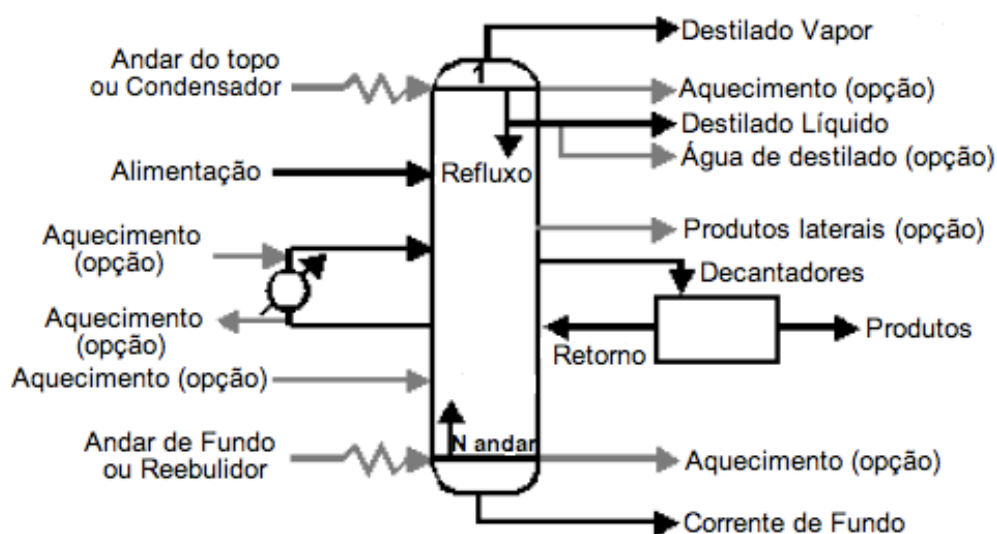 Destilado Vapor
Andar do topo
ou Condensador
1
Aquecimento (opção)
Destilado Líquido
Água de destilado (opção)
Refluxo
Alimentação
Aquecimento
(opção)
Produtos laterais (opção)
Decantadores
Aquecimento
(opção)
Produtos
Retorno
Aquecimento (opção)
Andar de Fundo
ou Reebulidor
N andar
Aquecimento (opção)
Corrente de Fundo